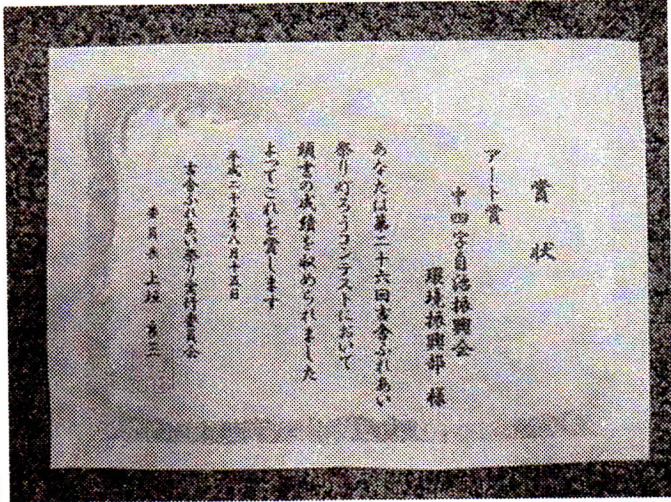 賞状
アート賞
中四字自治振興会
環境振興部 様
あなたは第二十六回吉舎ふれあい
祭り灯ろうコンテストにおいて
頭書の成績を収められました
よってこれを賞します
平成二十五年八月十五日
吉舎ふれあい祭り実行委員会
委員長 上垣